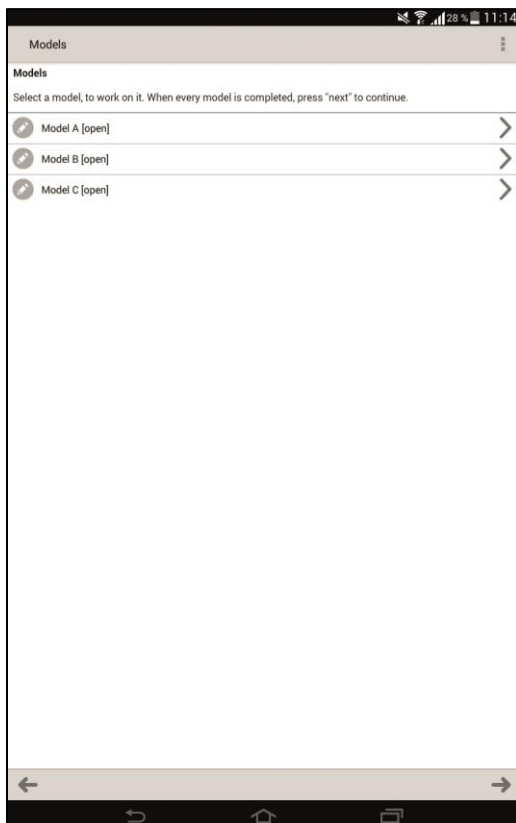 28 % 11:14
Models
Models
Select a model, to work on it. When every model is completed, press "next" to continue.
Model A [open]
Model B [open]
Model C [open]